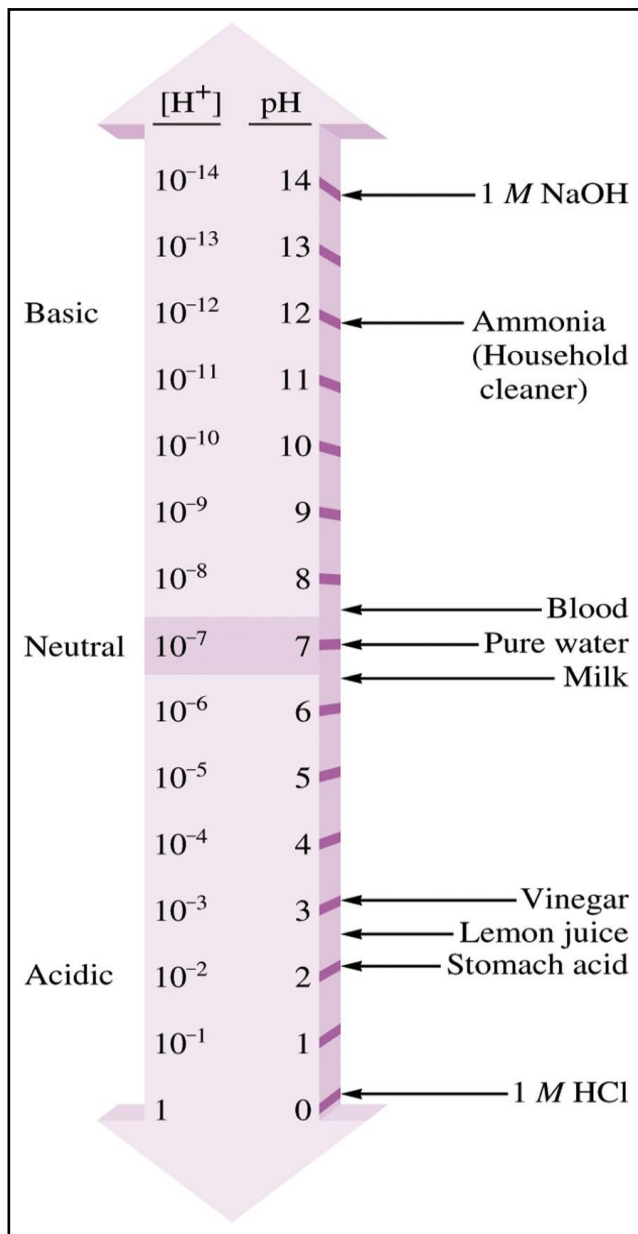 [H⁺] pH
10⁻¹⁴ 14
1 M NaOH
10⁻¹³ 13
Basic 10⁻¹² 12
Ammonia
(Household
cleaner)
10⁻¹¹ 11
10⁻¹⁰ 10
10⁻⁹ 9
10⁻⁸ 8
Blood
Neutral 10⁻⁷ 7 Pure water
Milk
10⁻⁶ 6
10⁻⁵ 5
10⁻⁴ 4
Vinegar
10⁻³ 3
Lemon juice
Stomach acid
Acidic 10⁻² 2
10⁻¹ 1
1 M HCl
1 0